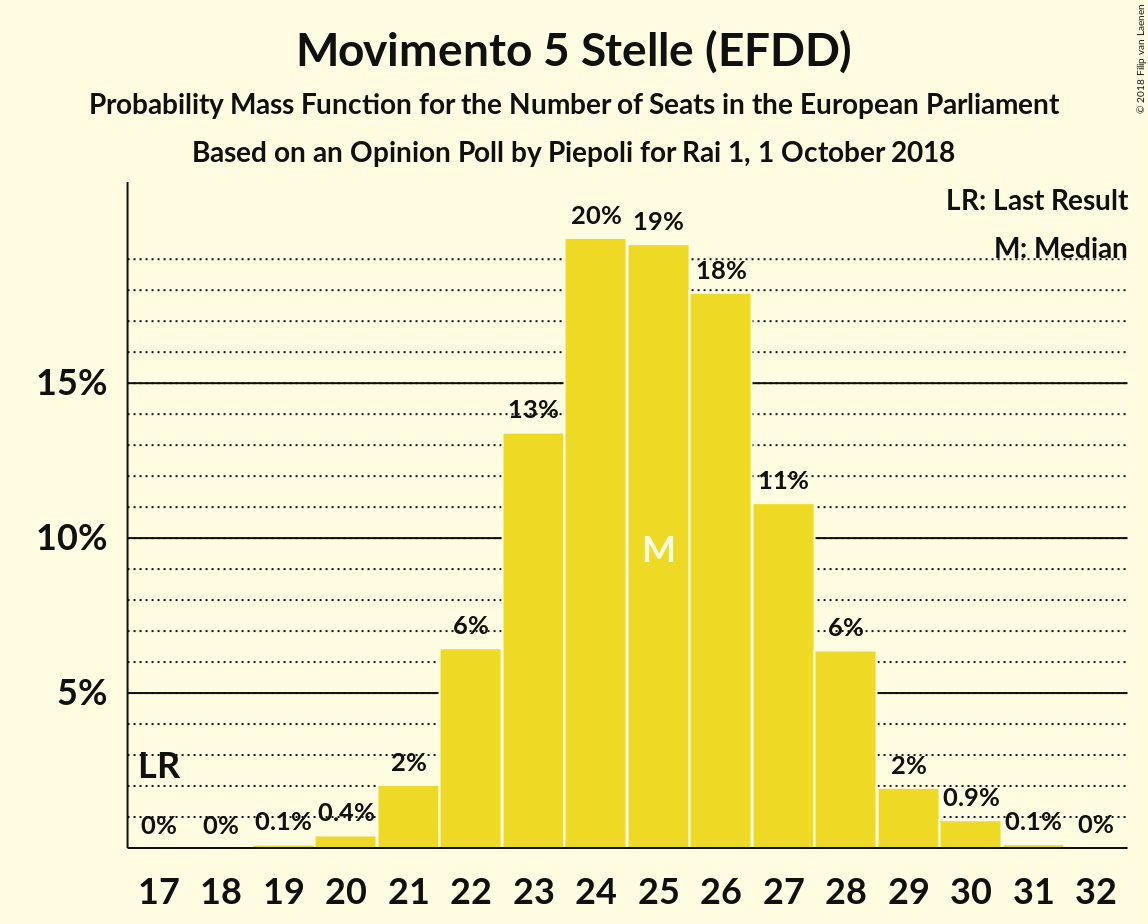 Movimento 5 Stelle (EFDD)
Probability Mass Function for the Number of Seats in the European Parliament
Based on an Opinion Poll by Piepoli for Rai 1, 1 October 2018
© 2018 Filip van Laenen
LR: Last Result
M: Median
20%
19%
18%
15%
13%
11%
10%
M
6%
6%
5%
LR
2%
2%
0%
0%
0.1%
0.4%
0.9%
0.1%
0%
17 18 19 20 21 22 23 24 25 26 27 28 29 30 31 32